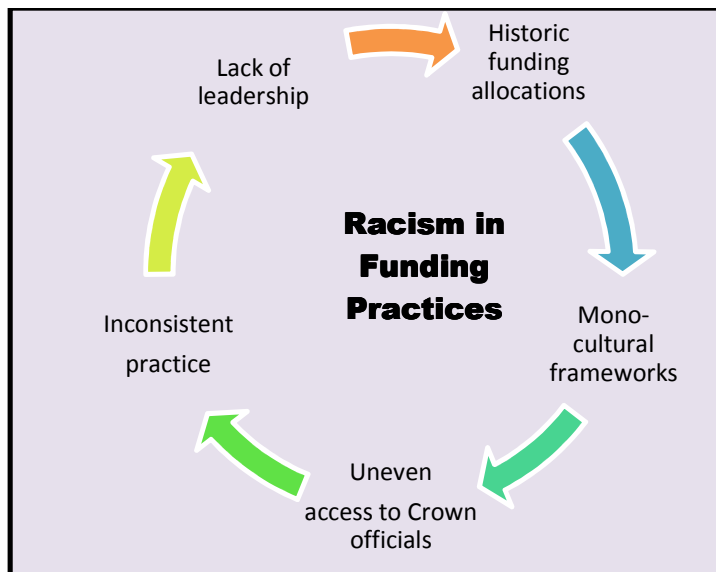 Historic
funding
allocations
Mono-
cultural
frameworks
Uneven
access to Crown
officials
Inconsistent
practice
Lack of
leadership
Racism in
Funding
Practices